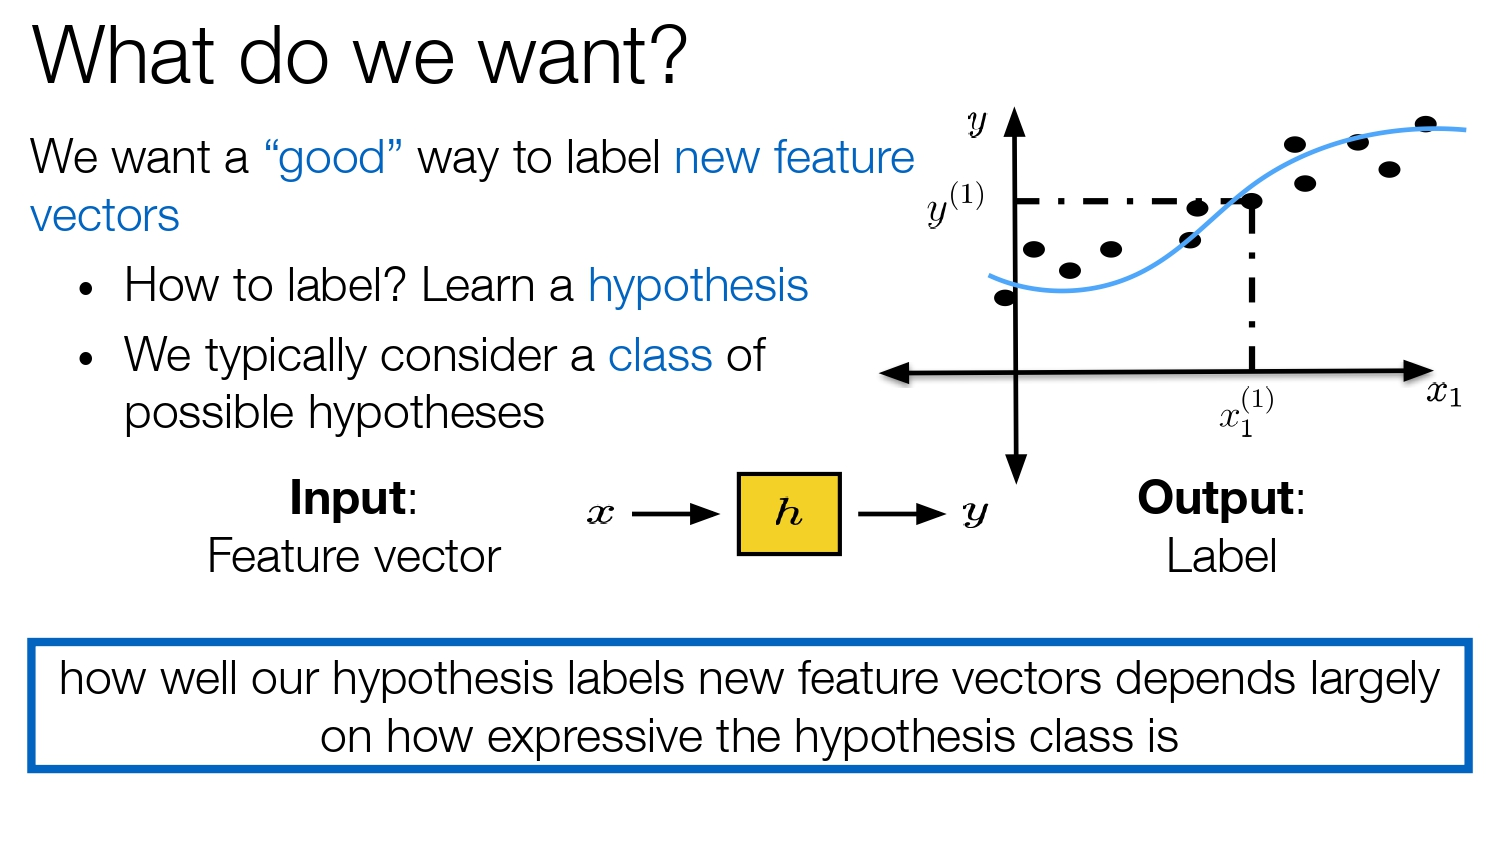 What do we want?
We want a “good” way to label new feature
vectors
• How to label? Learn a hypothesis
• We typically consider a class of
possible hypotheses
y
y^{(1)}
x_1^{(1)}
x_1
Input:
Feature vector
x
h
y
Output:
Label
how well our hypothesis labels new feature vectors depends largely
on how expressive the hypothesis class is